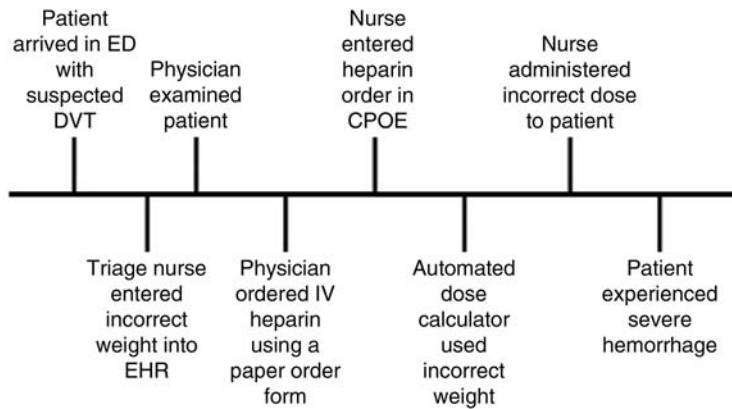 Patient
arrived in ED
with
suspected
DVT
Physician
examined
patient
Nurse
entered
heparin
order in
CPOE
Nurse
administered
incorrect dose
to patient
Triage nurse
entered
incorrect
weight into
EHR
Physician
ordered IV
heparin
using a
paper order
form
Automated
dose
calculator
used
incorrect
weight
Patient
experienced
severe
hemorrhage